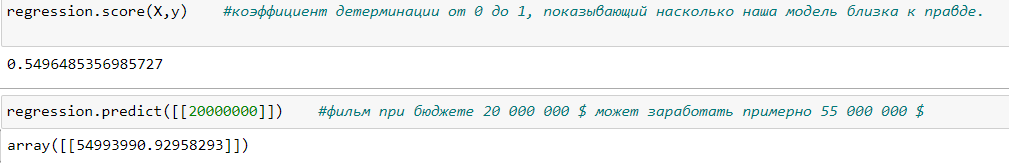 regression.score(X,y) #коэффициент детерминации от 0 до 1, показывающий насколько наша модель близка к правде.
0.5496485356985727
regression.predict([[20000000]]) #фильм при бюджете 20 000 000 $ может заработать примерно 55 000 000 $
array([[54993990.92958293]])